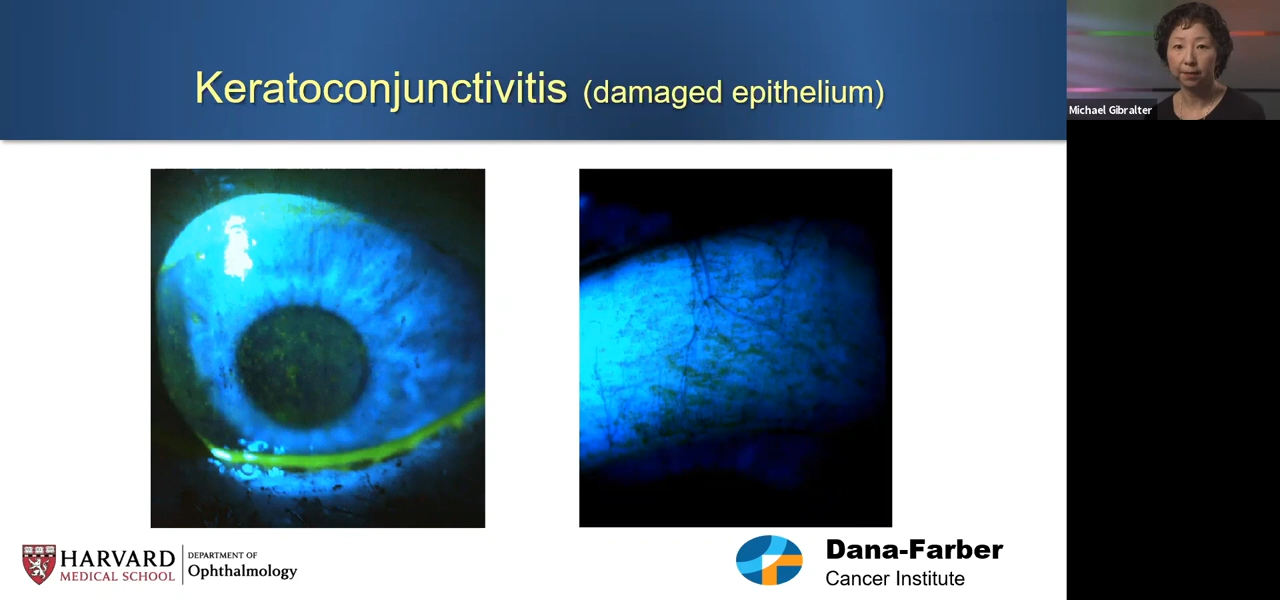 Keratoconjunctivitis (damaged epithelium)
Michael Gibralter
HARVARD
MEDICAL SCHOOL
DEPARTMENT OF
Ophthalmology
Dana-Farber
Cancer Institute